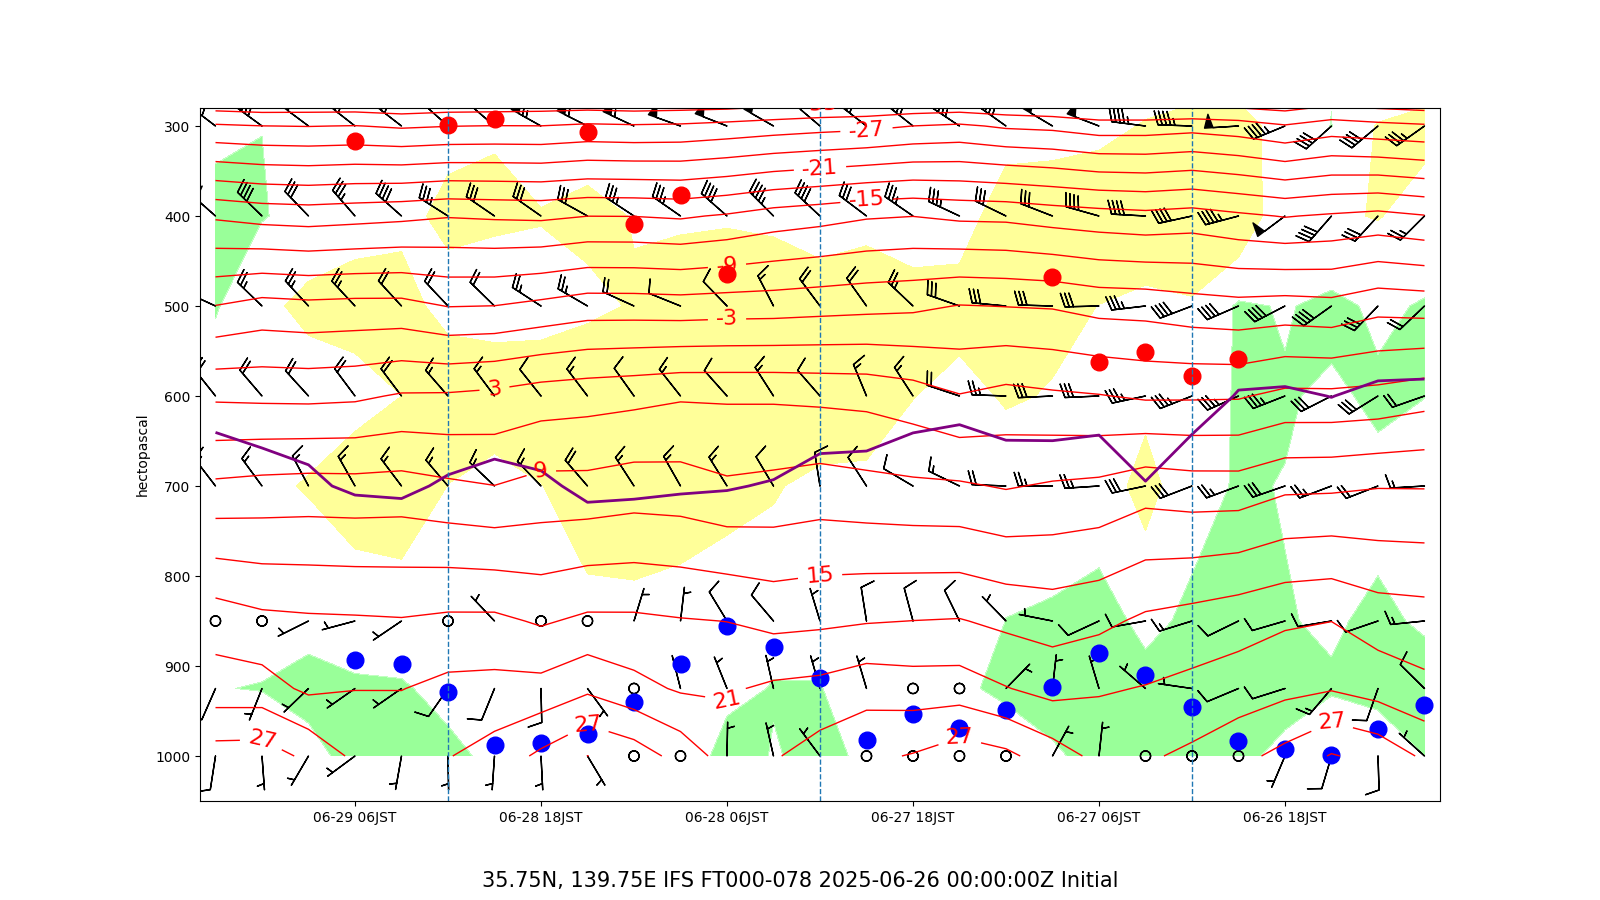 300
400
500
600
700
800
900
1000
hectopascal
-27
-21
-15
-9
-3
3
9
15
21
27
27
27
27
06-29 06JST
06-28 18JST
06-28 06JST
06-27 18JST
06-27 06JST
06-26 18JST
35.75N, 139.75E IFS FT000-078 2025-06-26 00:00:00Z Initial